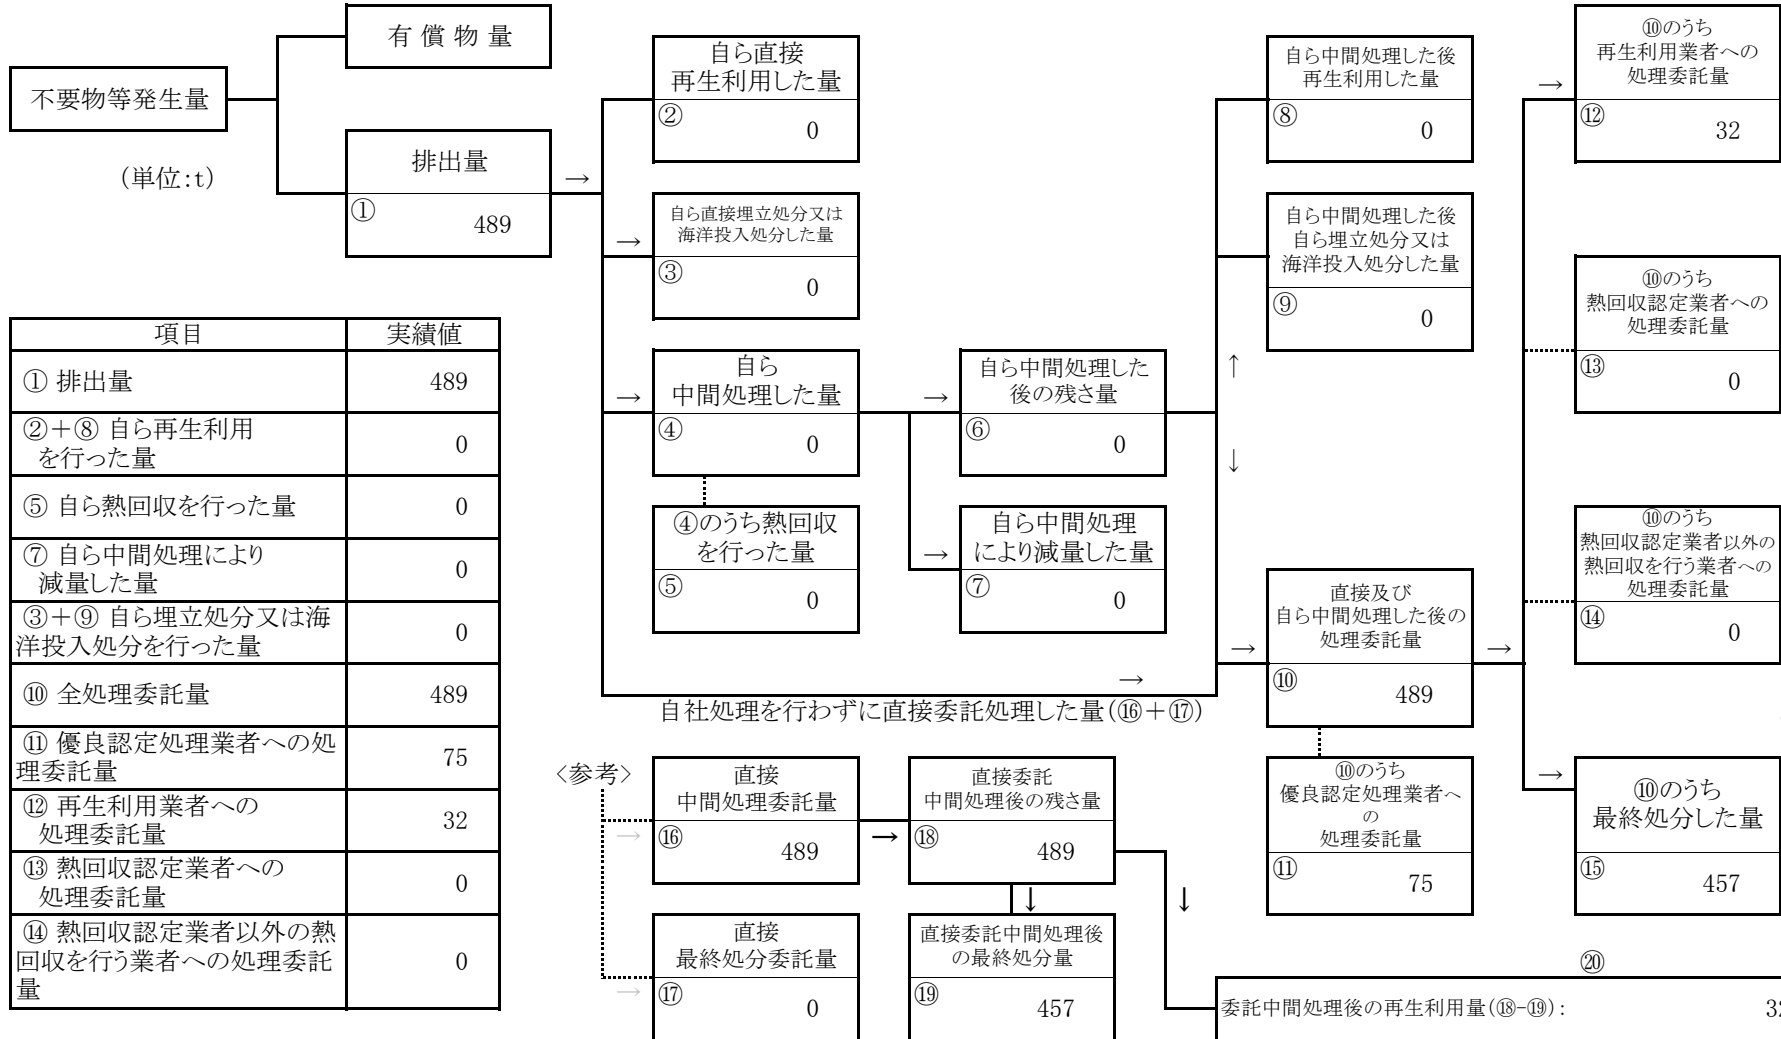 有 償 物 量
不要物等発生量
(単位:t)
排出量
①
489
→
自ら直接
再生利用した量
②
0
→
自ら直接埋立処分又は
海洋投入処分した量
③
0
→
自ら
中間処理した量
④
0
④のうち熱回収
を行った量
⑤
0
→
自ら中間処理した
後の残さ量
⑥
0
→
自ら中間処理
により減量した量
⑦
0
↑
↓
自ら中間処理した後
再生利用した量
⑧
0
自ら中間処理した後
自ら埋立処分又は
海洋投入処分した量
⑨
0
→
直接及び
自ら中間処理した後の
処理委託量
⑩
489
→
自社処理を行わずに直接委託処理した量(⑯+⑰)
⑩のうち
優良認定処理業者へ
の
処理委託量
⑪
75
→
→
⑩のうち
再生利用業者への
処理委託量
⑫
32
⑩のうち
熱回収認定業者への
処理委託量
⑬
0
⑩のうち
熱回収認定業者以外の
熱回収を行う業者への
処理委託量
⑭
0
→
⑩のうち
最終処分した量
⑮
457
項目 実績値
① 排出量 489
②+⑧ 自ら再生利用
を行った量 0
⑤ 自ら熱回収を行った量 0
⑦ 自ら中間処理により
減量した量 0
③+⑨ 自ら埋立処分又は海
洋投入処分を行った量 0
⑩ 全処理委託量 489
⑪ 優良認定処理業者への処
理委託量 75
⑫ 再生利用業者への
処理委託量 32
⑬ 熱回収認定業者への
処理委託量 0
⑭ 熱回収認定業者以外の熱
回収を行う業者への処理委託
量 0
<参考>
→
直接
中間処理委託量
⑯
489
→
直接委託
中間処理後の残さ量
⑱
489
↓
↓
→
直接
最終処分委託量
⑰
0
直接委託中間処理後
の最終処分量
⑲
457
⑳
委託中間処理後の再生利用量(⑱-⑲): 32